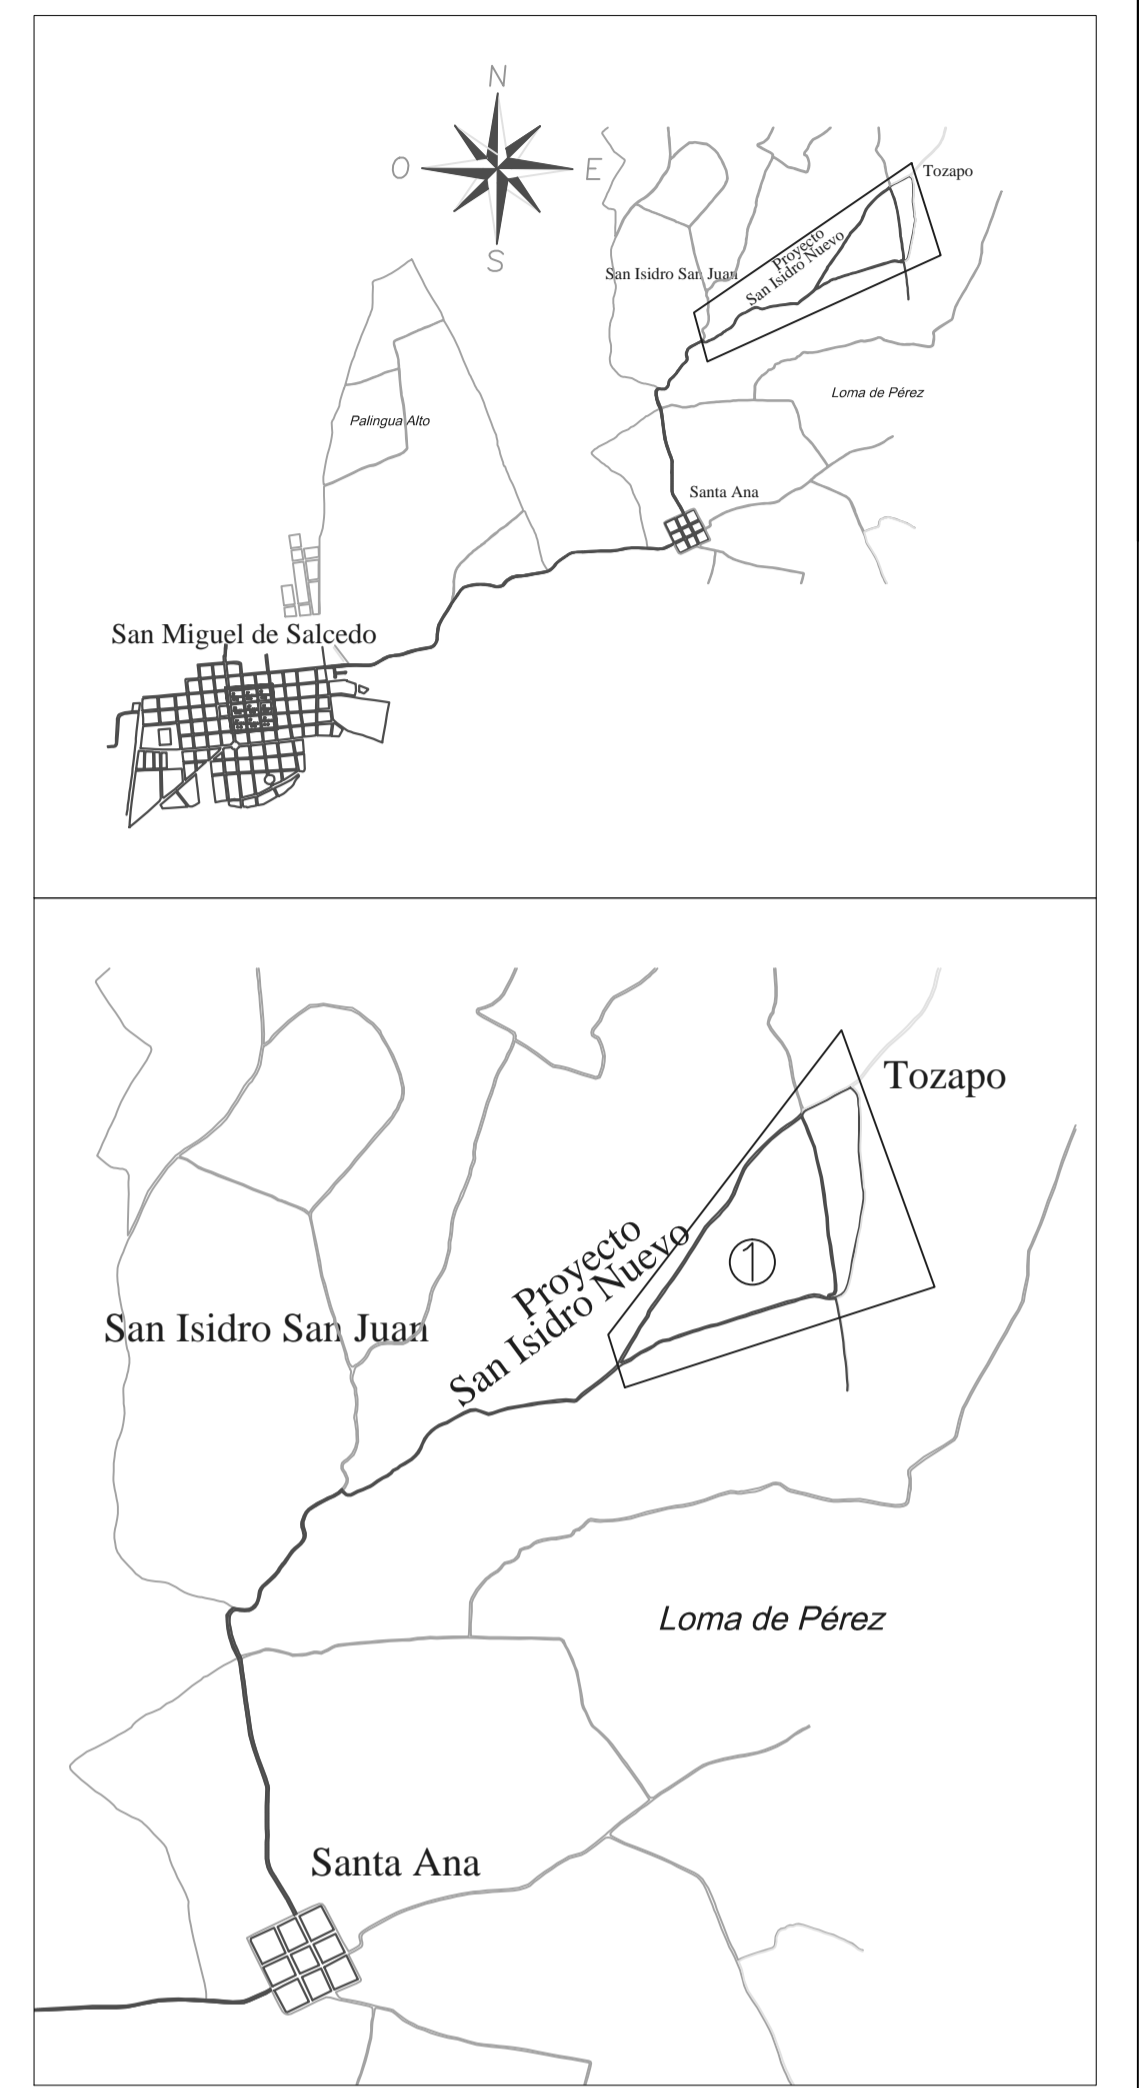 N
O
E
S
Tozapo
Proyecto
San Isidro Nuevo
San Isidro San Juan
Loma de Pérez
Palingua Alto
Santa Ana
San Miguel de Salcedo
Tozapo
Proyecto
San Isidro Nuevo
1
San Isidro San Juan
Loma de Pérez
Santa Ana